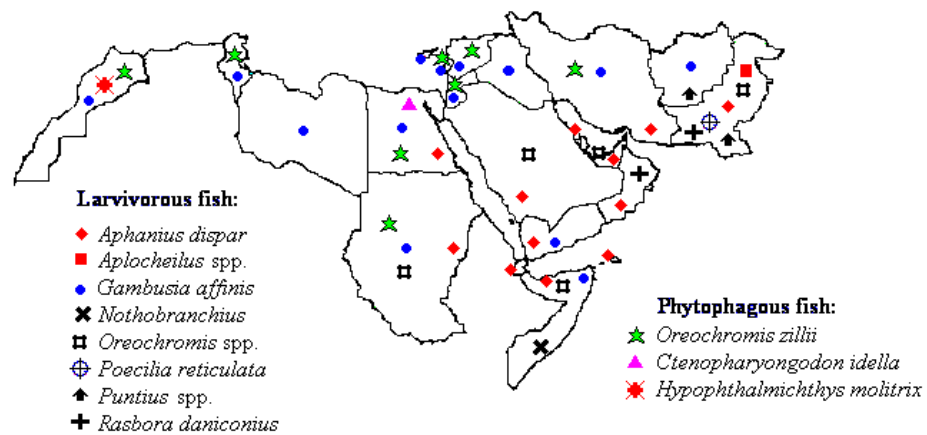 Larvivorous fish:
Aphanius dispar
Aplocheilus spp.
Gambusia affinis
Nothobranchius
Oreochromis spp.
Poecilia reticulata
Puntius spp.
Rasbora daniconius
Phytophagous fish:
Oreochromis zillii
Ctenopharyongodon idella
Hypophthalmichthys molitrix